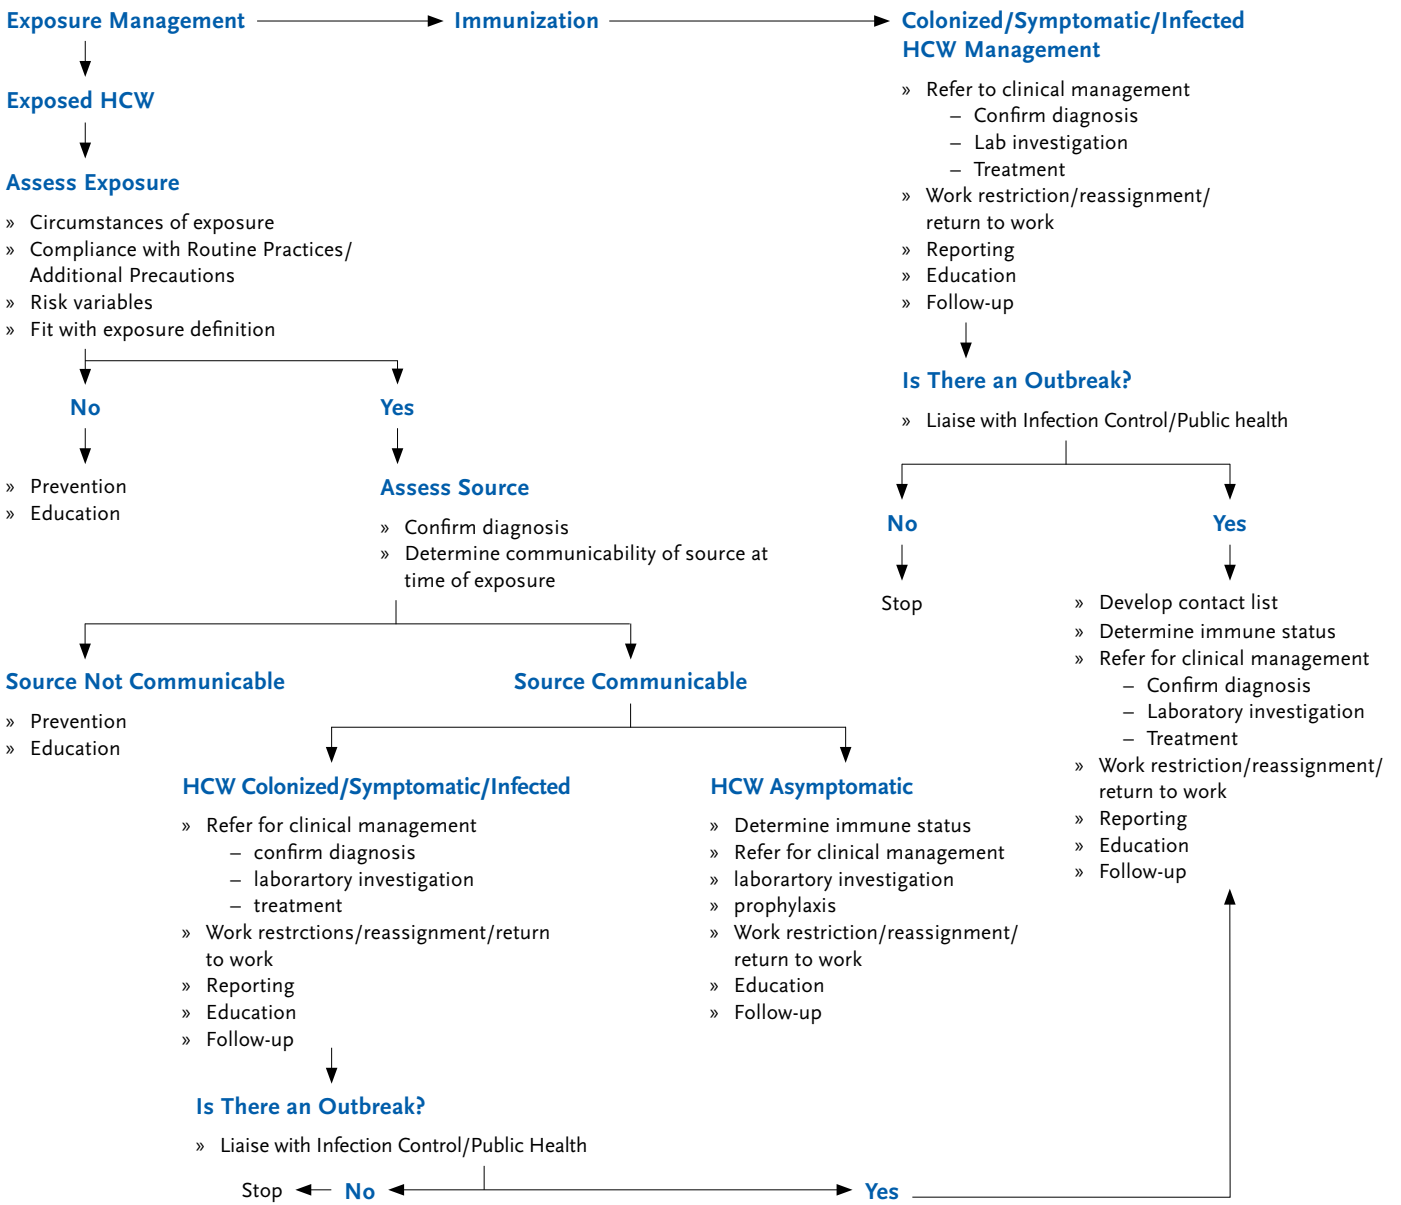 Exposure Management
Immunization
Colonized/Symptomatic/Infected
HCW Management
» Refer to clinical management
– Confirm diagnosis
– Lab investigation
– Treatment
» Work restriction/reassignment/
return to work
» Reporting
» Education
» Follow-up
Is There an Outbreak?
» Liaise with Infection Control/Public health
No
Yes
Stop
» Develop contact list
» Determine immune status
» Refer for clinical management
– Confirm diagnosis
– Laboratory investigation
– Treatment
» Work restriction/reassignment/
return to work
» Reporting
» Education
» Follow-up
Exposed HCW
Assess Exposure
» Circumstances of exposure
» Compliance with Routine Practices/
Additional Precautions
» Risk variables
» Fit with exposure definition
No
Yes
» Prevention
» Education
Assess Source
» Confirm diagnosis
» Determine communicability of source at
time of exposure
Source Not Communicable
» Prevention
» Education
Source Communicable
HCW Colonized/Symptomatic/Infected
» Refer for clinical management
– confirm diagnosis
– laborartory investigation
– treatment
» Work restrctions/reassignment/return
to work
» Reporting
» Education
» Follow-up
HCW Asymptomatic
» Determine immune status
» Refer for clinical management
» laborartory investigation
» prophylaxis
» Work restriction/reassignment/
return to work
» Education
» Follow-up
Is There an Outbreak?
» Liaise with Infection Control/Public Health
Stop
No
Yes